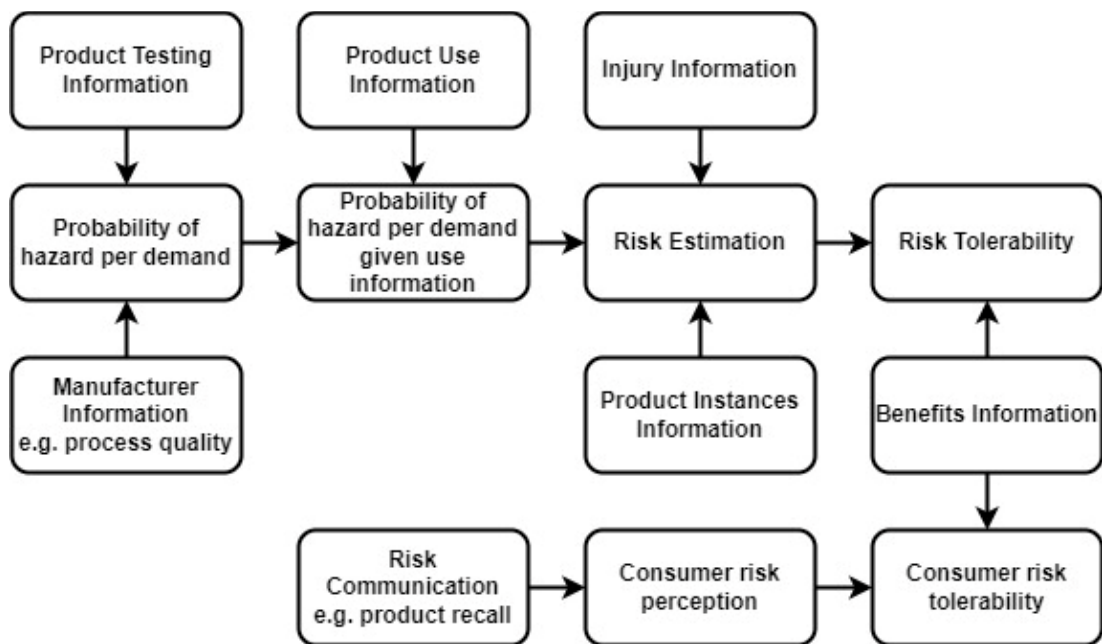 Product Testing
Information
Product Use
Information
Injury Information
Probability of
hazard per demand
Probability of
hazard per demand
given use
information
Risk Estimation
Risk Tolerability
Manufacturer
Information
e.g. process quality
Product Instances
Information
Benefits Information
Risk
Communication
e.g. product recall
Consumer risk
perception
Consumer risk
tolerability